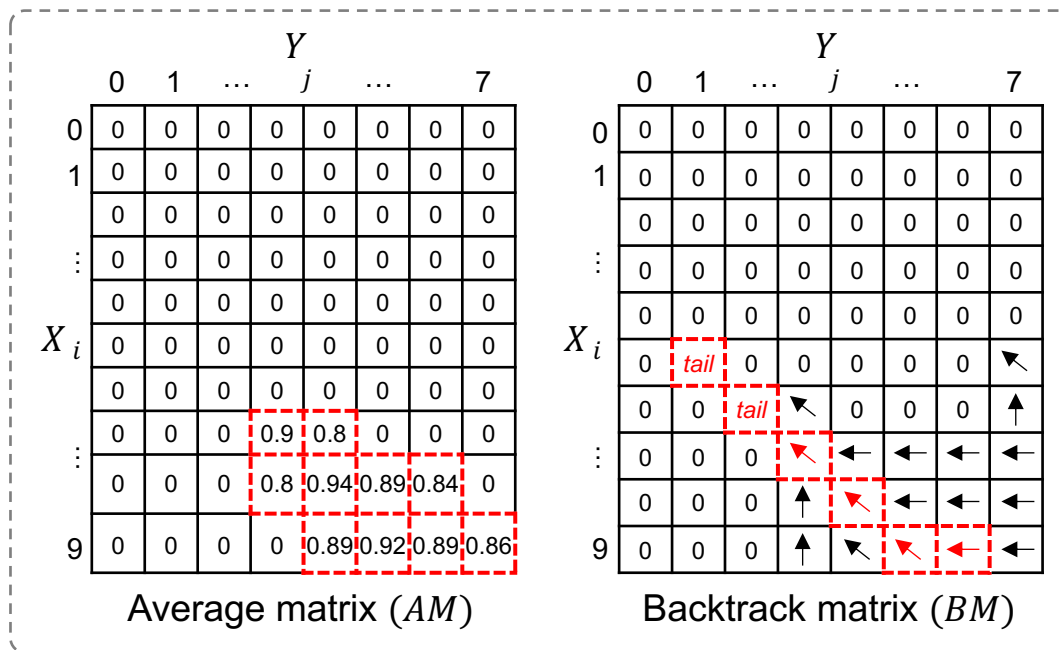 Y
0 1 … j … 7
0 0 0 0 0 0 0 0 0
1 0 0 0 0 0 0 0 0
0 0 0 0 0 0 0 0
⋮ 0 0 0 0 0 0 0 0
0 0 0 0 0 0 0 0
X i 0 0 0 0 0 0 0 0
0 0 0 0 0 0 0 0
⋮ 0 0 0 0.9 0.8 0 0 0
0 0 0 0.8 0.94 0.89 0.84 0
9 0 0 0 0 0.89 0.92 0.89 0.86
Average matrix (AM)
Y
0 1 … j … 7
0 0 0 0 0 0 0 0 0
1 0 0 0 0 0 0 0 0
0 0 0 0 0 0 0 0
⋮ 0 0 0 0 0 0 0 0
0 0 0 0 0 0 0 0
X i 0 tail 0 0 0 0 0
0 0 tail 0 0 0
⋮ 0 0 0
0 0 0
9 0 0 0
Backtrack matrix (BM)